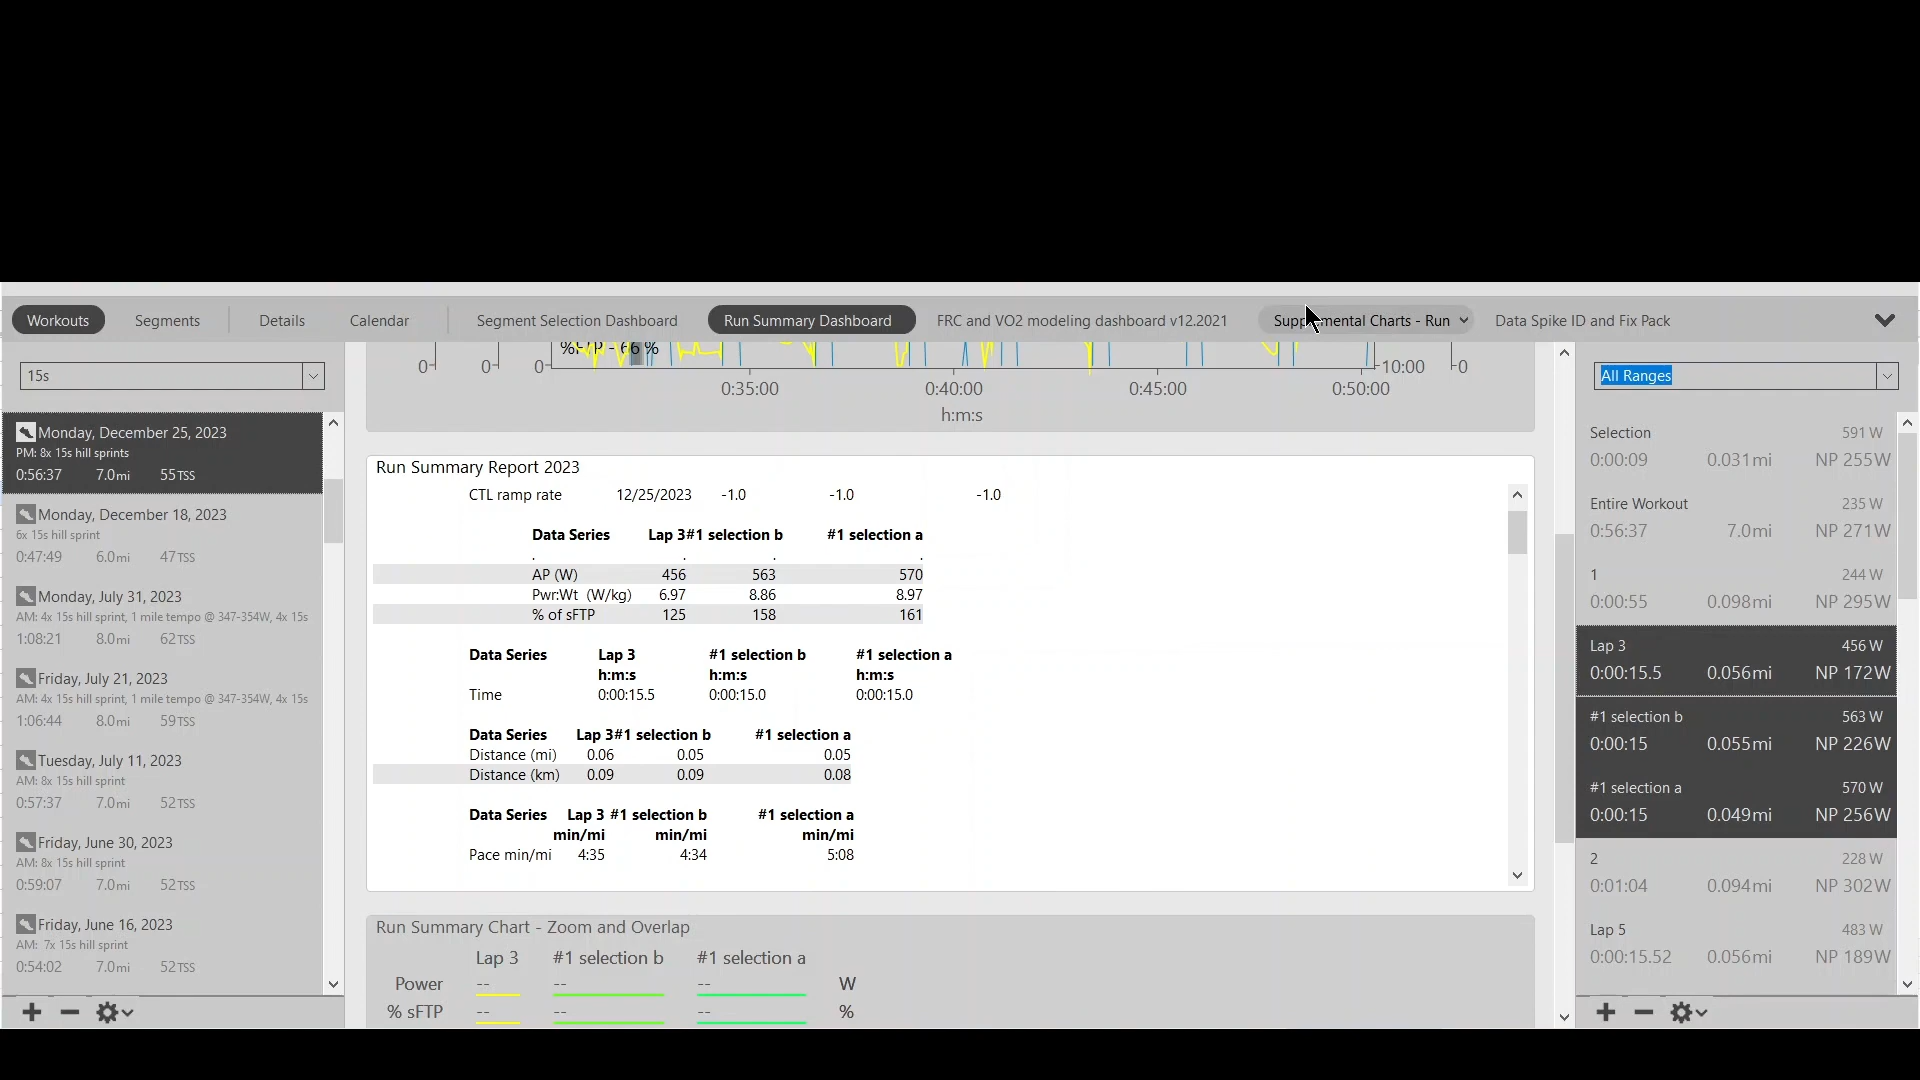 Workouts Segments Details Calendar Segment Selection Dashboard Run Summary Dashboard FRC and VO2 modeling dashboard v12.2021 Supplemental Charts - Run Data Spike ID and Fix Pack
15s
Monday, December 25, 2023
PM: 8x 15s hill sprints
0:56:37 7.0mi 55TSS
Monday, December 18, 2023
6x 15s hill sprint
0:47:49 6.0mi 47TSS
Monday, July 31, 2023
AM: 4x 15s hill sprint, 1 mile tempo @ 347-354W, 4x 15s
1:08:21 8.0mi 62TSS
Friday, July 21, 2023
AM: 4x 15s hill sprint, 1 mile tempo @ 347-354W, 4x 15s
1:06:44 8.0mi 59TSS
Tuesday, July 11, 2023
AM: 8x 15s hill sprint
0:57:37 7.0mi 52TSS
Friday, June 30, 2023
AM: 8x 15s hill sprint
0:59:07 7.0mi 52TSS
Friday, June 16, 2023
AM: 7x 15s hill sprint
0:54:02 7.0mi 52TSS
%FTP - 66 %
0 0 0 10:00 0
0:35:00 0:40:00 0:45:00 0:50:00
h:m:s
Run Summary Report 2023
CTL ramp rate 12/25/2023 -1.0 -1.0 -1.0
Data Series Lap 3 #1 selection b #1 selection a
. . . .
AP (W) 456 563 570
Pwr:Wt (W/kg) 6.97 8.86 8.97
% of sFTP 125 158 161
Data Series Lap 3 #1 selection b #1 selection a
h:m:s h:m:s h:m:s
Time 0:00:15.5 0:00:15.0 0:00:15.0
Data Series Lap 3 #1 selection b #1 selection a
Distance (mi) 0.06 0.05 0.05
Distance (km) 0.09 0.09 0.08
Data Series Lap 3 #1 selection b #1 selection a
min/mi min/mi min/mi
Pace min/mi 4:35 4:34 5:08
Run Summary Chart - Zoom and Overlap
Lap 3 #1 selection b #1 selection a
Power -- -- -- W
% sFTP -- -- -- %
All Ranges
Selection 591 W
0:00:09 0.031mi NP 255W
Entire Workout 235 W
0:56:37 7.0mi NP 271W
1 244 W
0:00:55 0.098mi NP 295W
Lap 3 456 W
0:00:15.5 0.056mi NP 172W
#1 selection b 563 W
0:00:15 0.055mi NP 226W
#1 selection a 570 W
0:00:15 0.049mi NP 256W
2 228 W
0:01:04 0.094mi NP 302W
Lap 5 483 W
0:00:15.52 0.056mi NP 189W